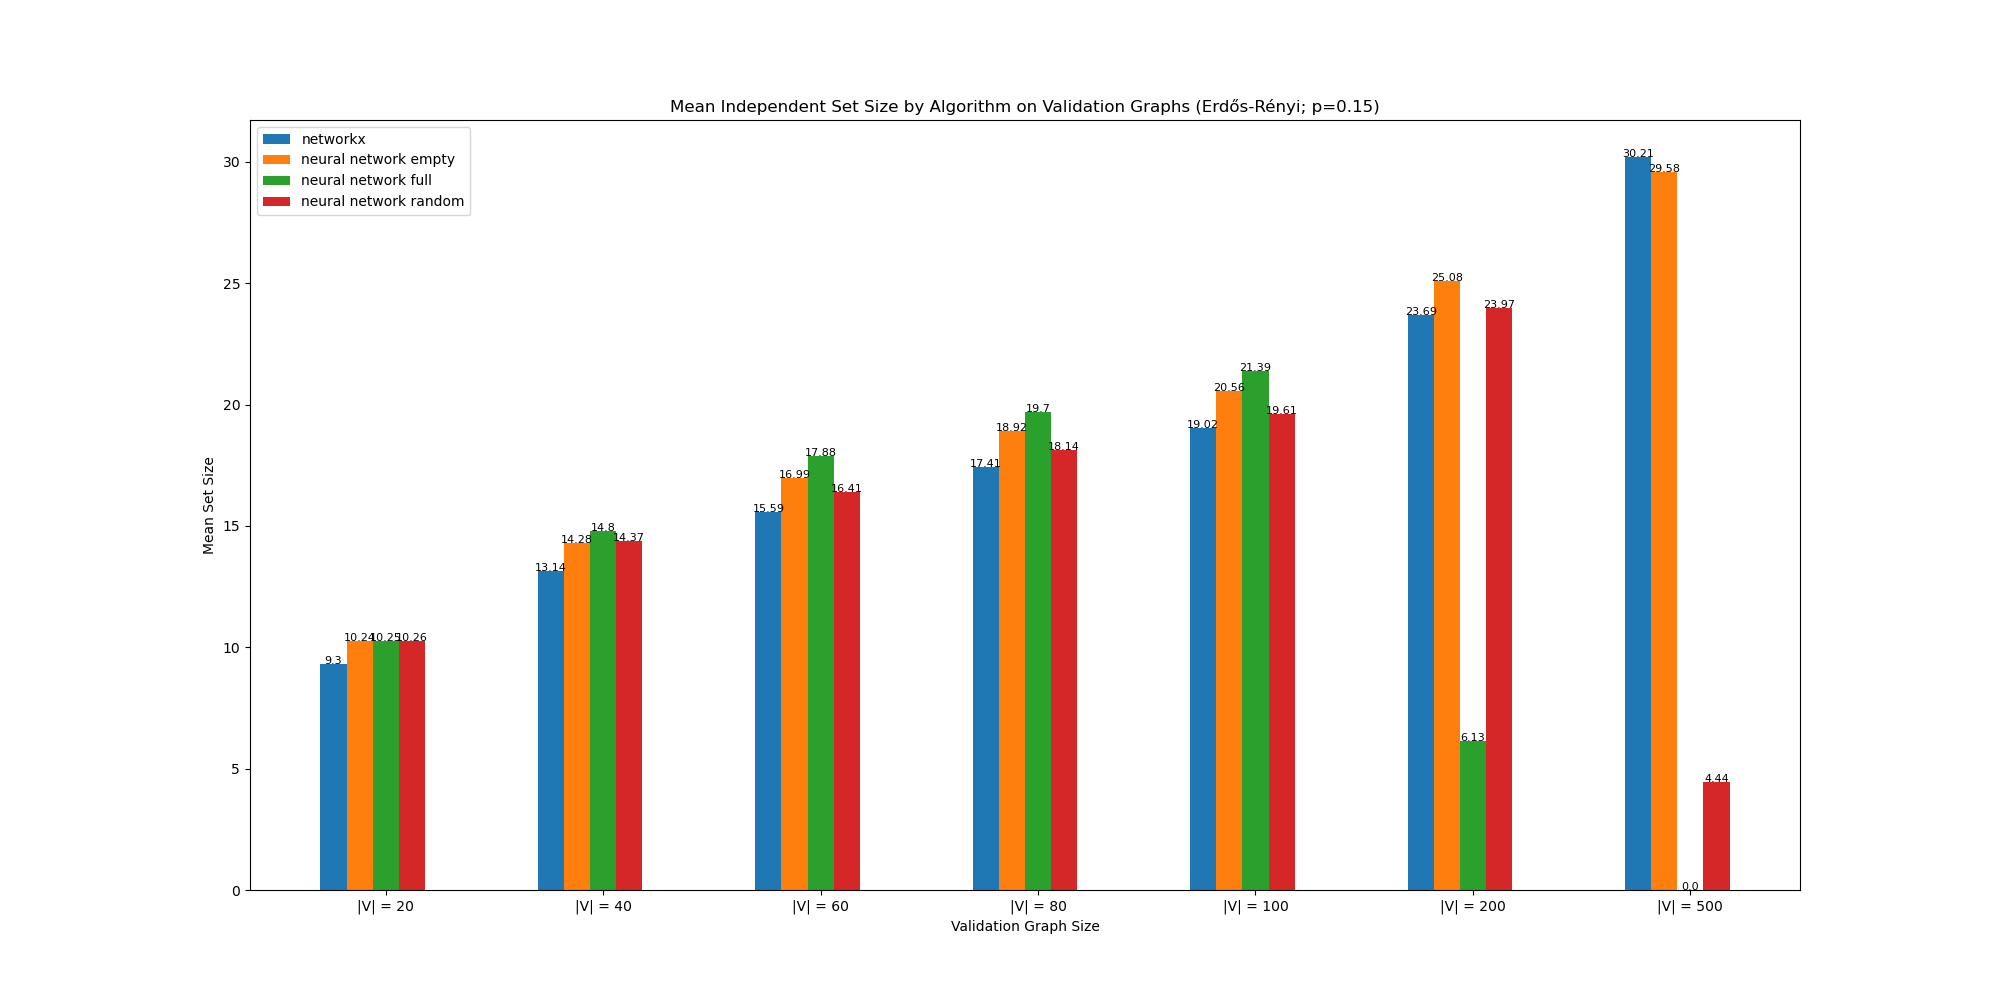 Mean Independent Set Size by Algorithm on Validation Graphs (Erdős-Rényi; p=0.15)
networkx
neural network empty
neural network full
neural network random
Mean Set Size
30
25
20
15
10
5
0
9.3
10.24
10.25
10.26
13.14
14.28
14.8
14.37
15.59
16.99
17.88
16.41
17.41
18.92
19.7
18.14
19.02
20.56
21.39
19.61
23.69
25.08
6.13
23.97
30.21
29.58
0.0
4.44
|V| = 20
|V| = 40
|V| = 60
|V| = 80
|V| = 100
|V| = 200
|V| = 500
Validation Graph Size